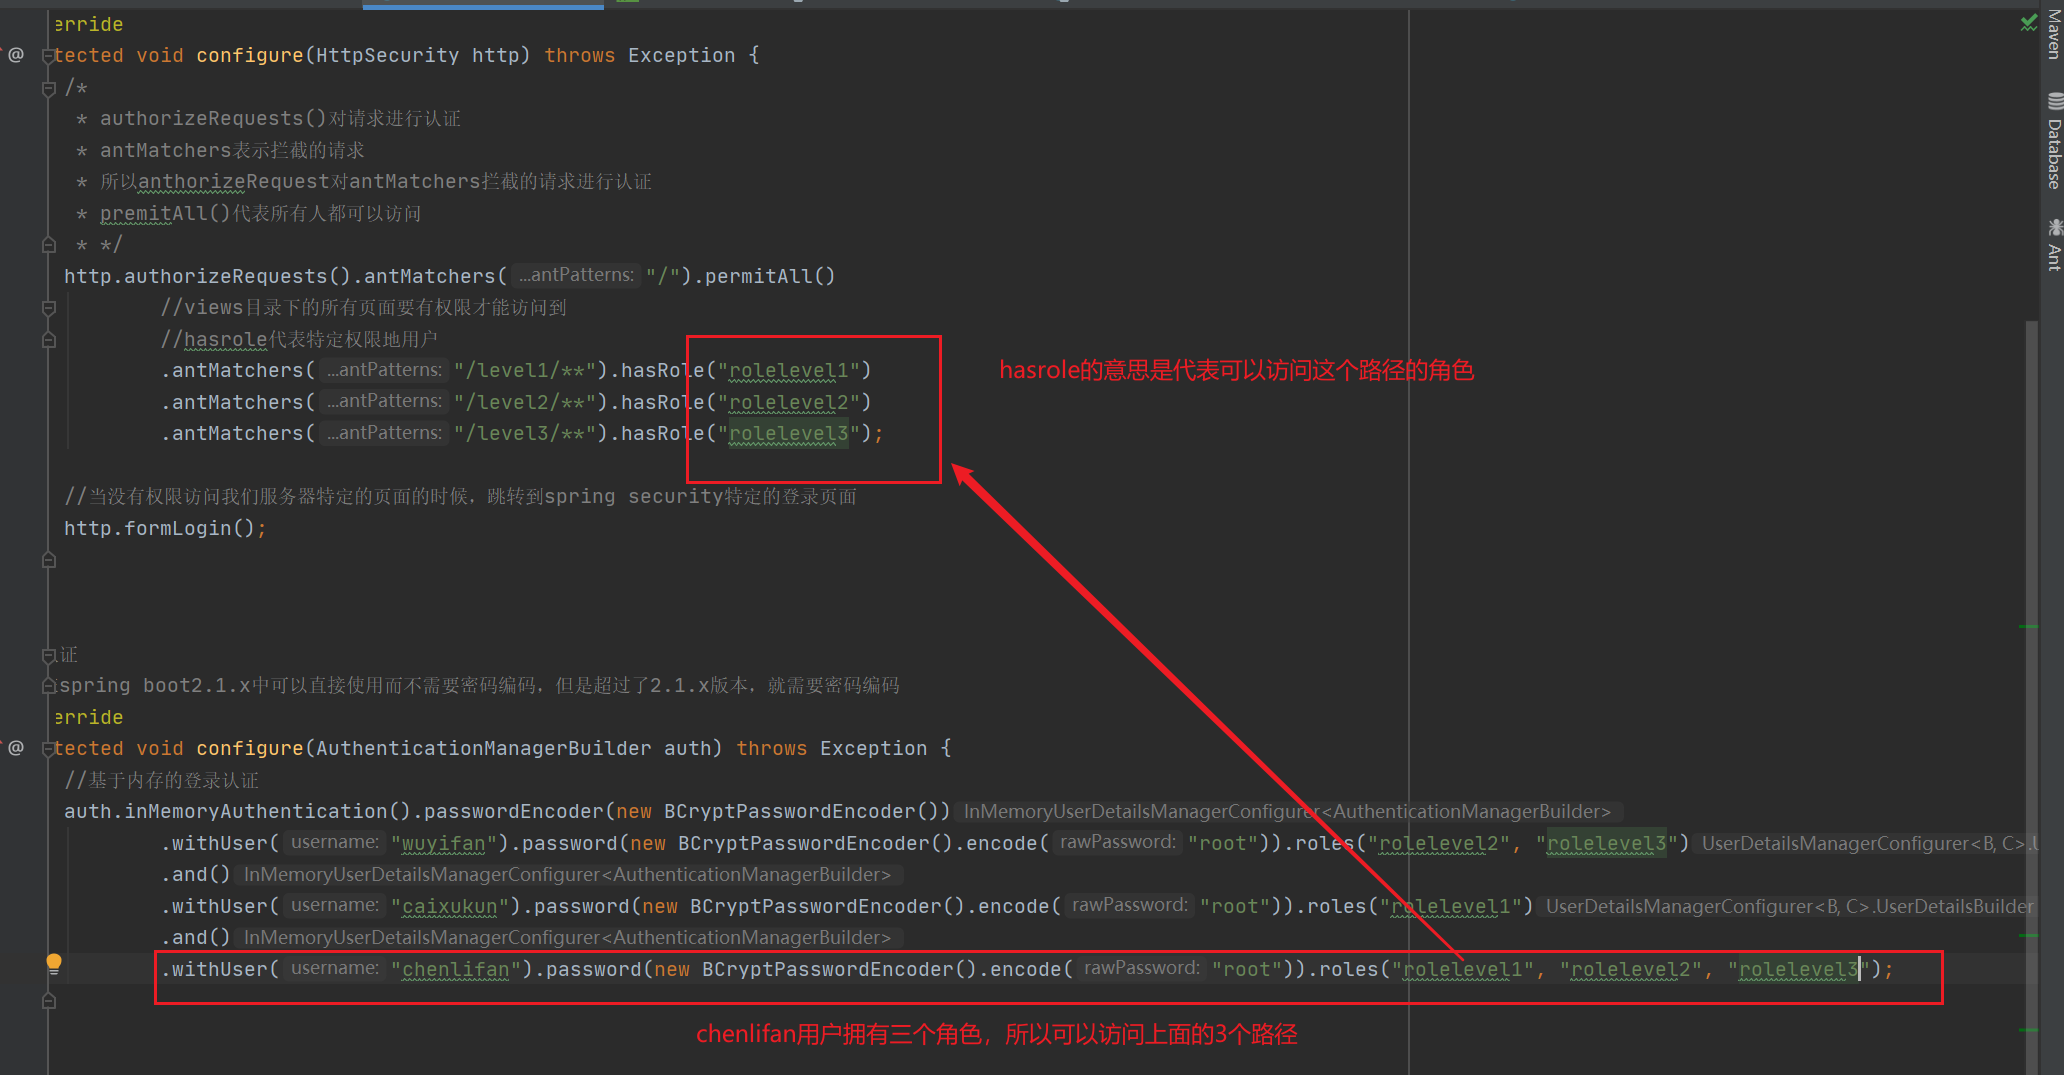 erride
tected void configure(HttpSecurity http) throws Exception {
/*
* authorizeRequests()对请求进行认证
* antMatchers表示拦截的请求
* 所以anthorizeRequest对antMatchers拦截的请求进行认证
* premitAll()代表所有人都可以访问
* */
http.authorizeRequests().antMatchers( ...antPatterns: "/").permitAll()
//views目录下的所有页面要有权限才能访问到
//hasrole代表特定权限地用户
.antMatchers( ...antPatterns: "/level1/**").hasRole("rolelevel1")
hasrole的意思是代表可以访问这个路径的角色
.antMatchers( ...antPatterns: "/level2/**").hasRole("rolelevel2")
.antMatchers( ...antPatterns: "/level3/**").hasRole("rolelevel3");
//当没有权限访问我们服务器特定的页面的时候，跳转到spring security特定的登录页面
http.formLogin();
证
spring boot2.1.x中可以直接使用而不需要密码编码，但是超过了2.1.x版本，就需要密码编码
erride
tected void configure(AuthenticationManagerBuilder auth) throws Exception {
//基于内存的登录认证
auth.inMemoryAuthentication().passwordEncoder(new BCryptPasswordEncoder()) InMemoryUserDetailsManagerConfigurer<AuthenticationManagerBuilder>
.withUser( username: "wuyifan").password(new BCryptPasswordEncoder().encode( rawPassword: "root")).roles("rolelevel2", "rolelevel3") UserDetailsManagerConfigurer<B, C>.U
.and() InMemoryUserDetailsManagerConfigurer<AuthenticationManagerBuilder>
.withUser( username: "caixukun").password(new BCryptPasswordEncoder().encode( rawPassword: "root")).roles("rolelevel1") UserDetailsManagerConfigurer<B, C>.UserDetailsBuilder
.and() InMemoryUserDetailsManagerConfigurer<AuthenticationManagerBuilder>
.withUser( username: "chenlifan").password(new BCryptPasswordEncoder().encode( rawPassword: "root")).roles("rolelevel1", "rolelevel2", "rolelevel3");
chenlifan用户拥有三个角色，所以可以访问上面的3个路径
Maven
Database
Ant